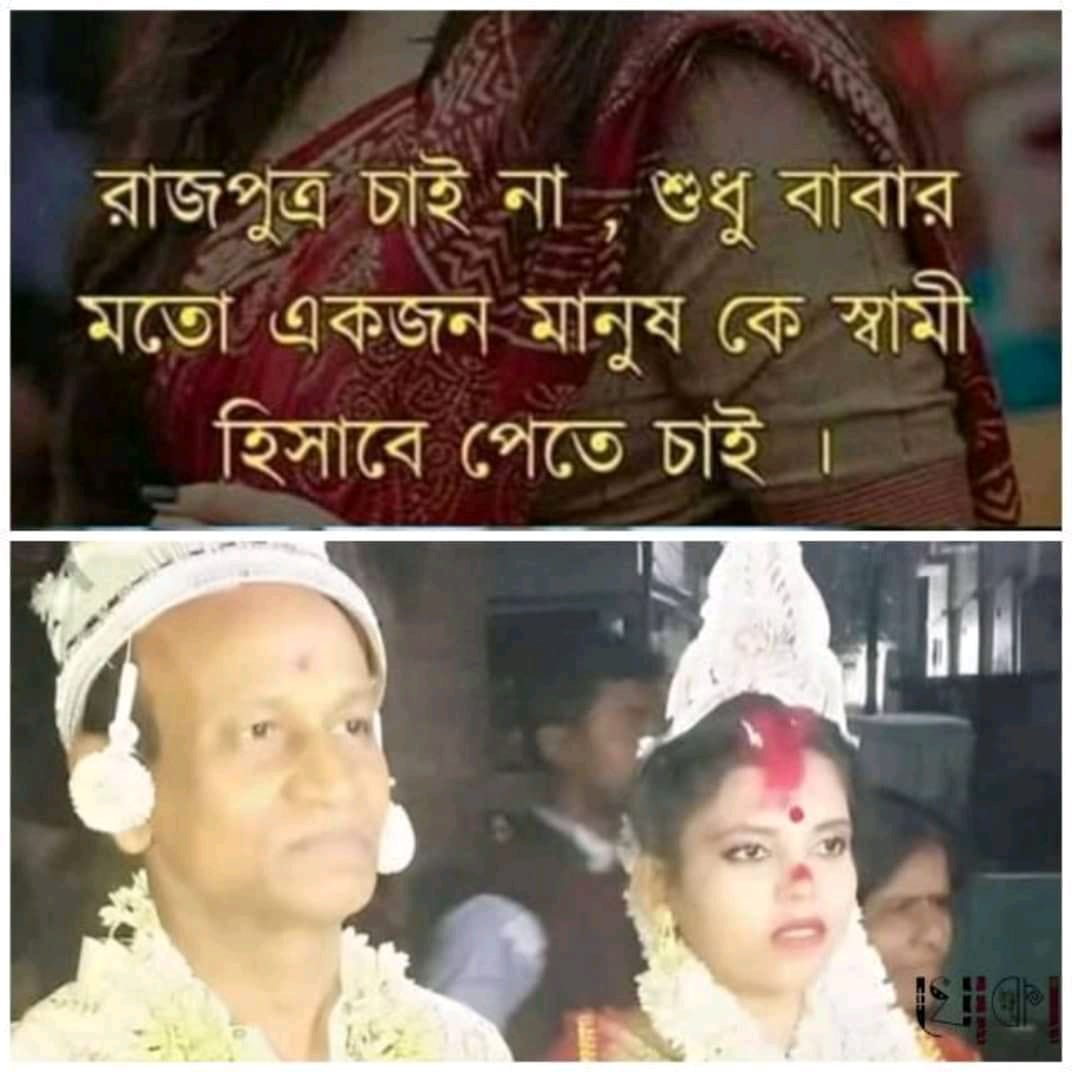 রাজপুত্র চাই না , শুধু বাবার
মতো একজন মানুষ কে স্বামী
হিসাবে পেতে চাই ।